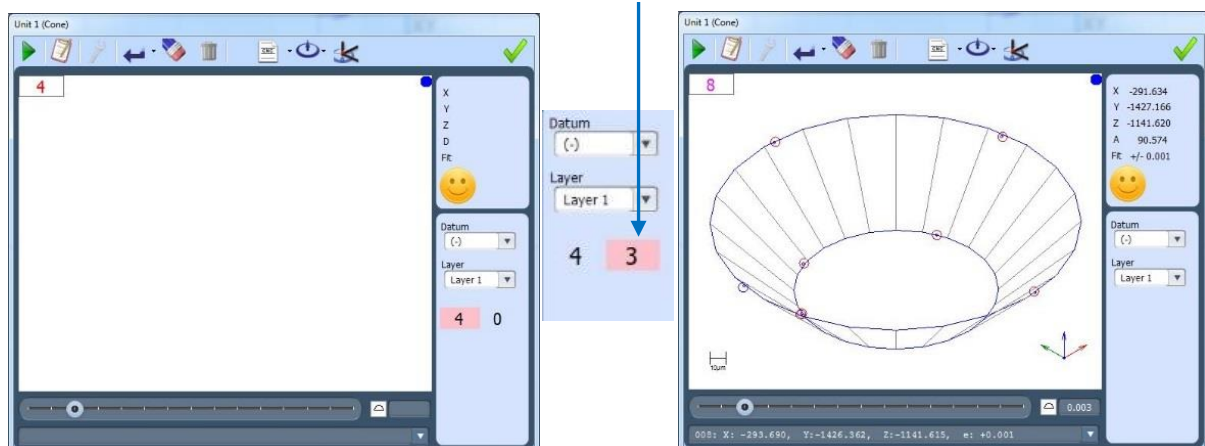 Unit 1 (Cone)
4
X
Y
Z
D
Fit
Datum
(-)
Layer
Layer 1
4 0
Datum
(-)
Layer
Layer 1
4 3
Unit 1 (Cone)
8
X -291.634
Y -1427.166
Z -1141.620
A 90.574
Fit +/- 0.001
Datum
(-)
Layer
Layer 1
10µm
0.003
008: X: -293.690, Y:-1426.362, Z:-1141.615, e: +0.001